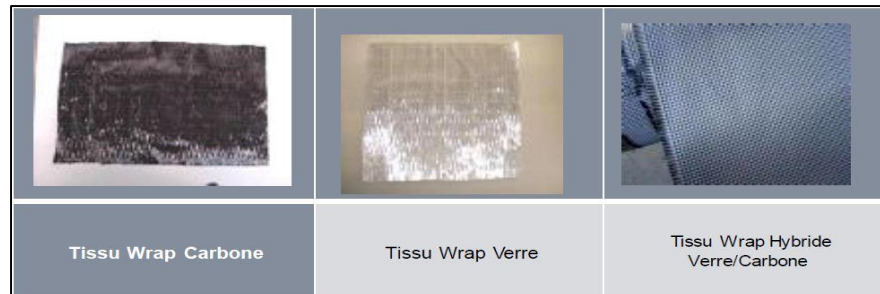 Tissu Wrap Carbone
Tissu Wrap Verre
Tissu Wrap Hybride
Verre/Carbone